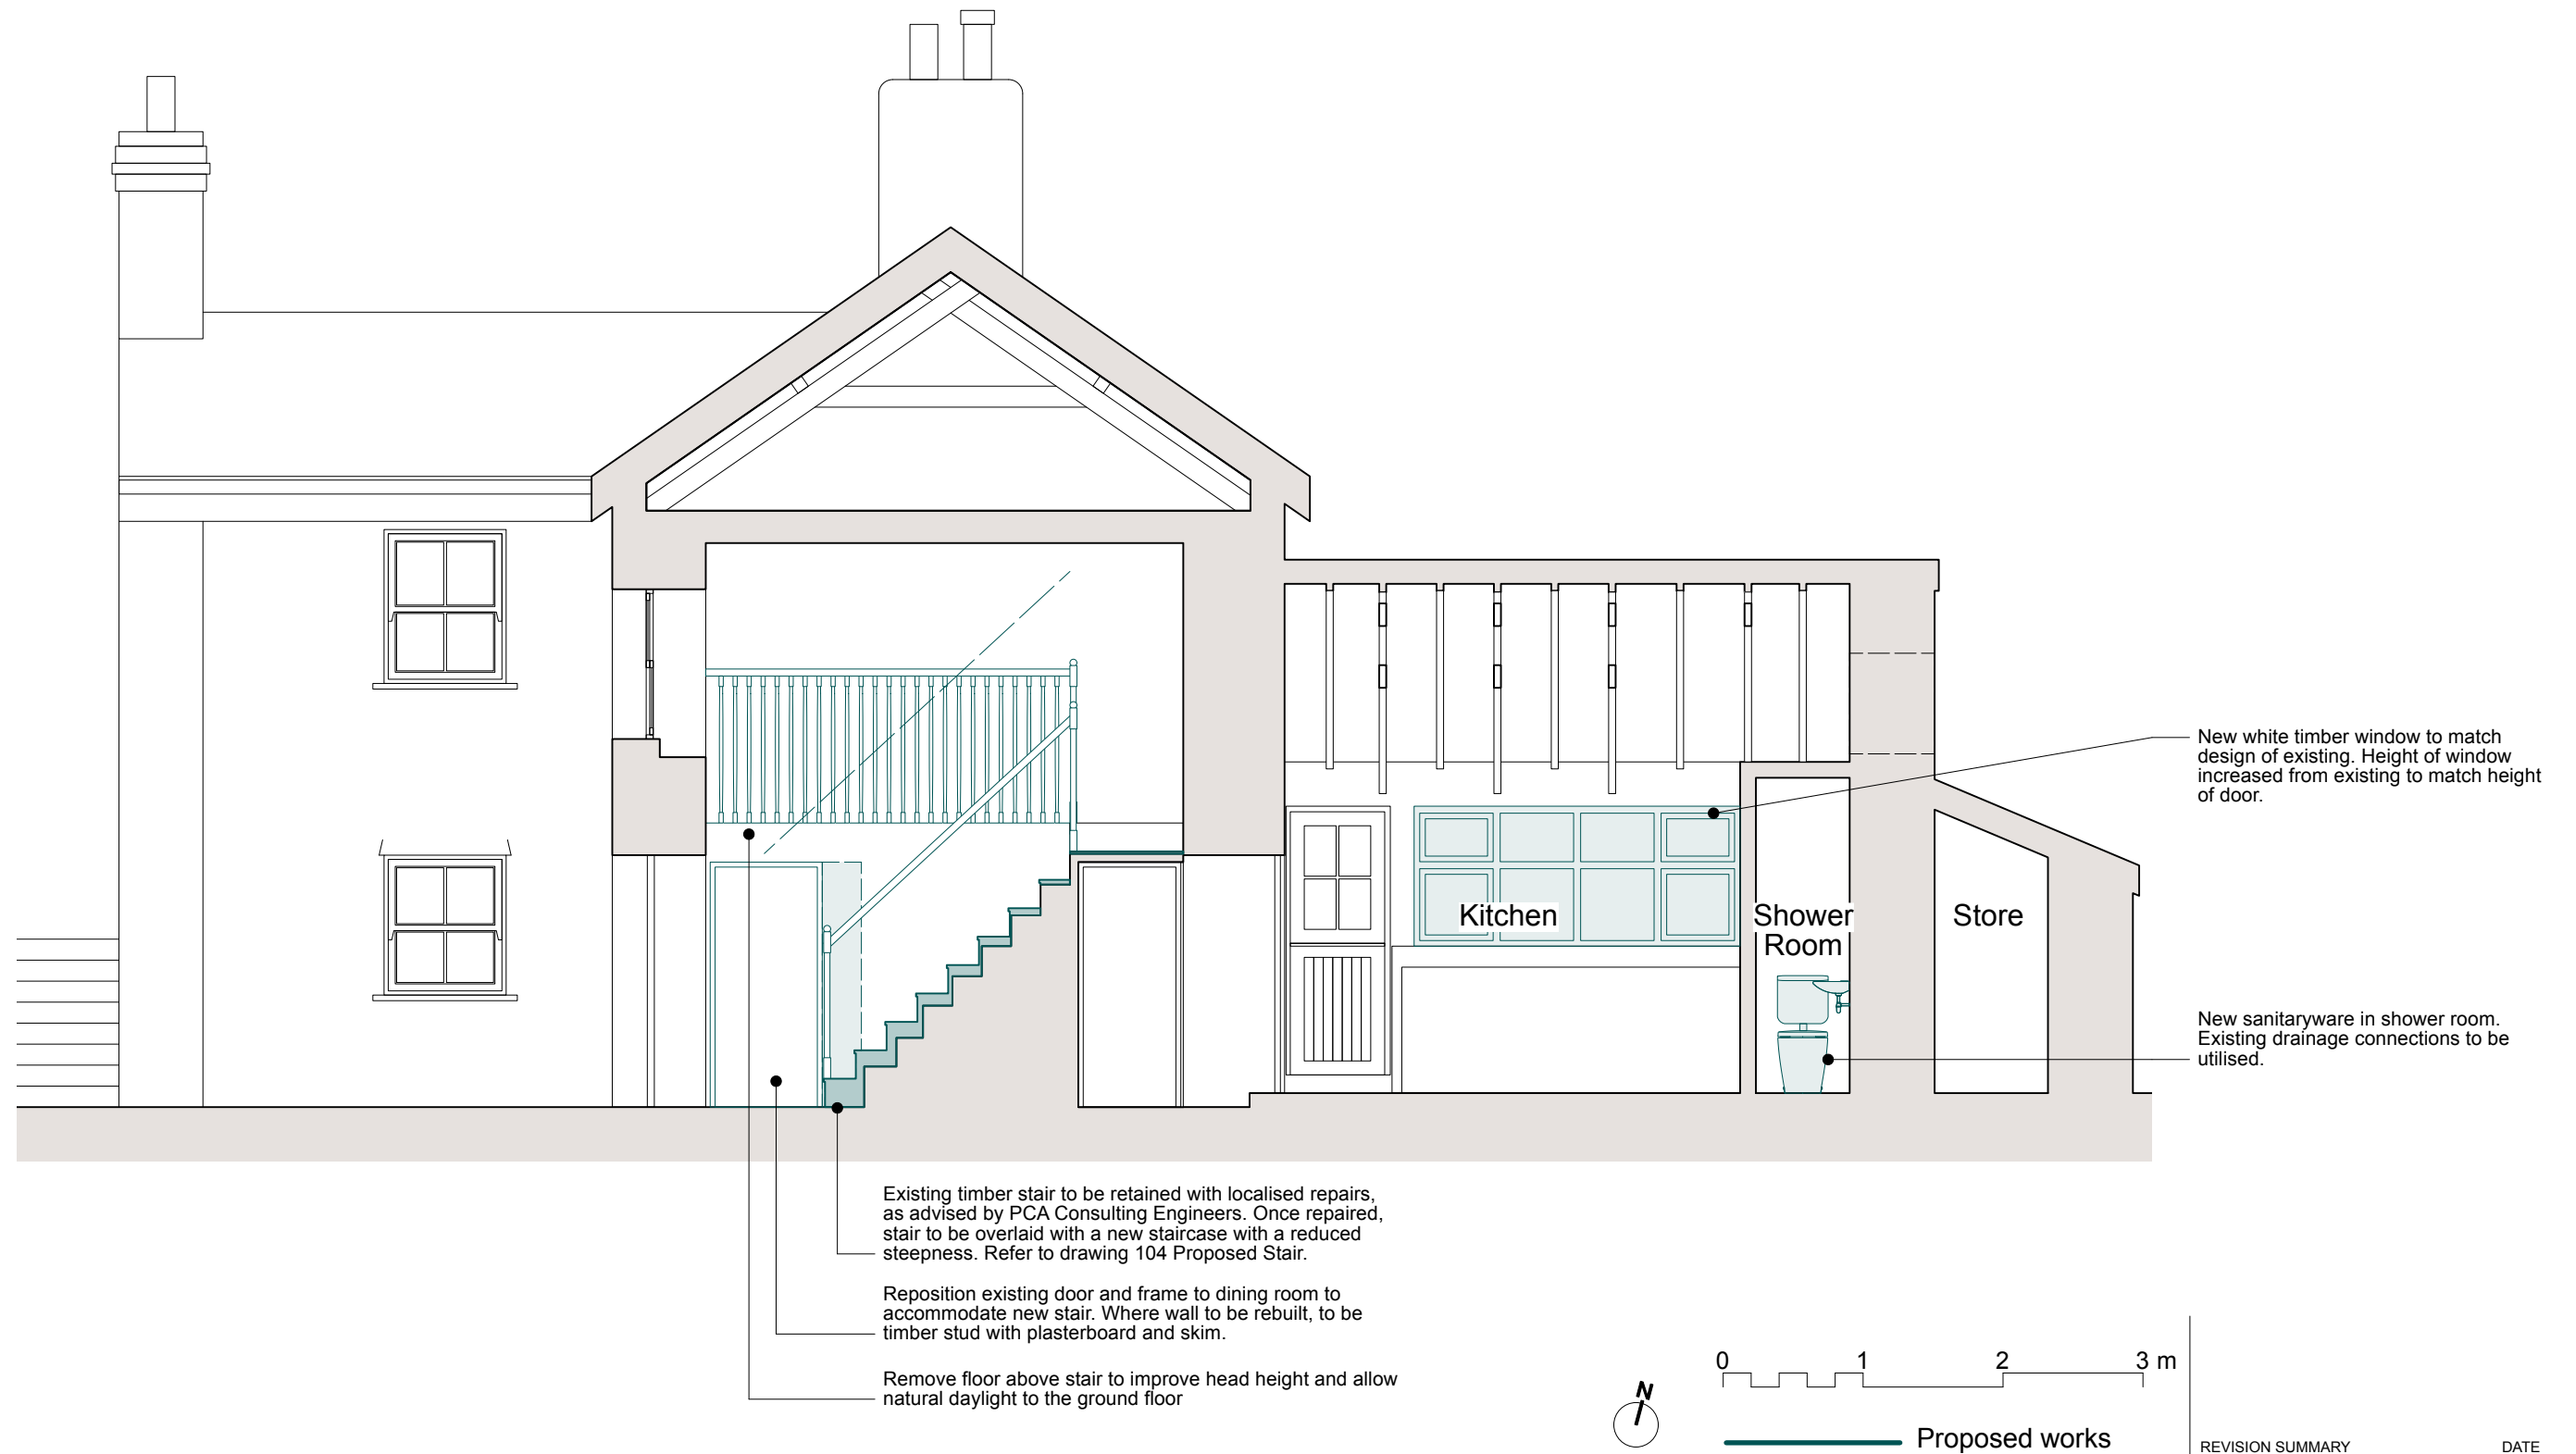 New white timber window to match
design of existing. Height of window
increased from existing to match height
of door.
Kitchen
Shower
Room
Store
New sanitaryware in shower room.
Existing drainage connections to be
utilised.
Existing timber stair to be retained with localised repairs,
as advised by PCA Consulting Engineers. Once repaired,
stair to be overlaid with a new staircase with a reduced
steepness. Refer to drawing 104 Proposed Stair.
Reposition existing door and frame to dining room to
accommodate new stair. Where wall to be rebuilt, to be
timber stud with plasterboard and skim.
Remove floor above stair to improve head height and allow
natural daylight to the ground floor
0 1 2 3 m
N
Proposed works
REVISION SUMMARY DATE